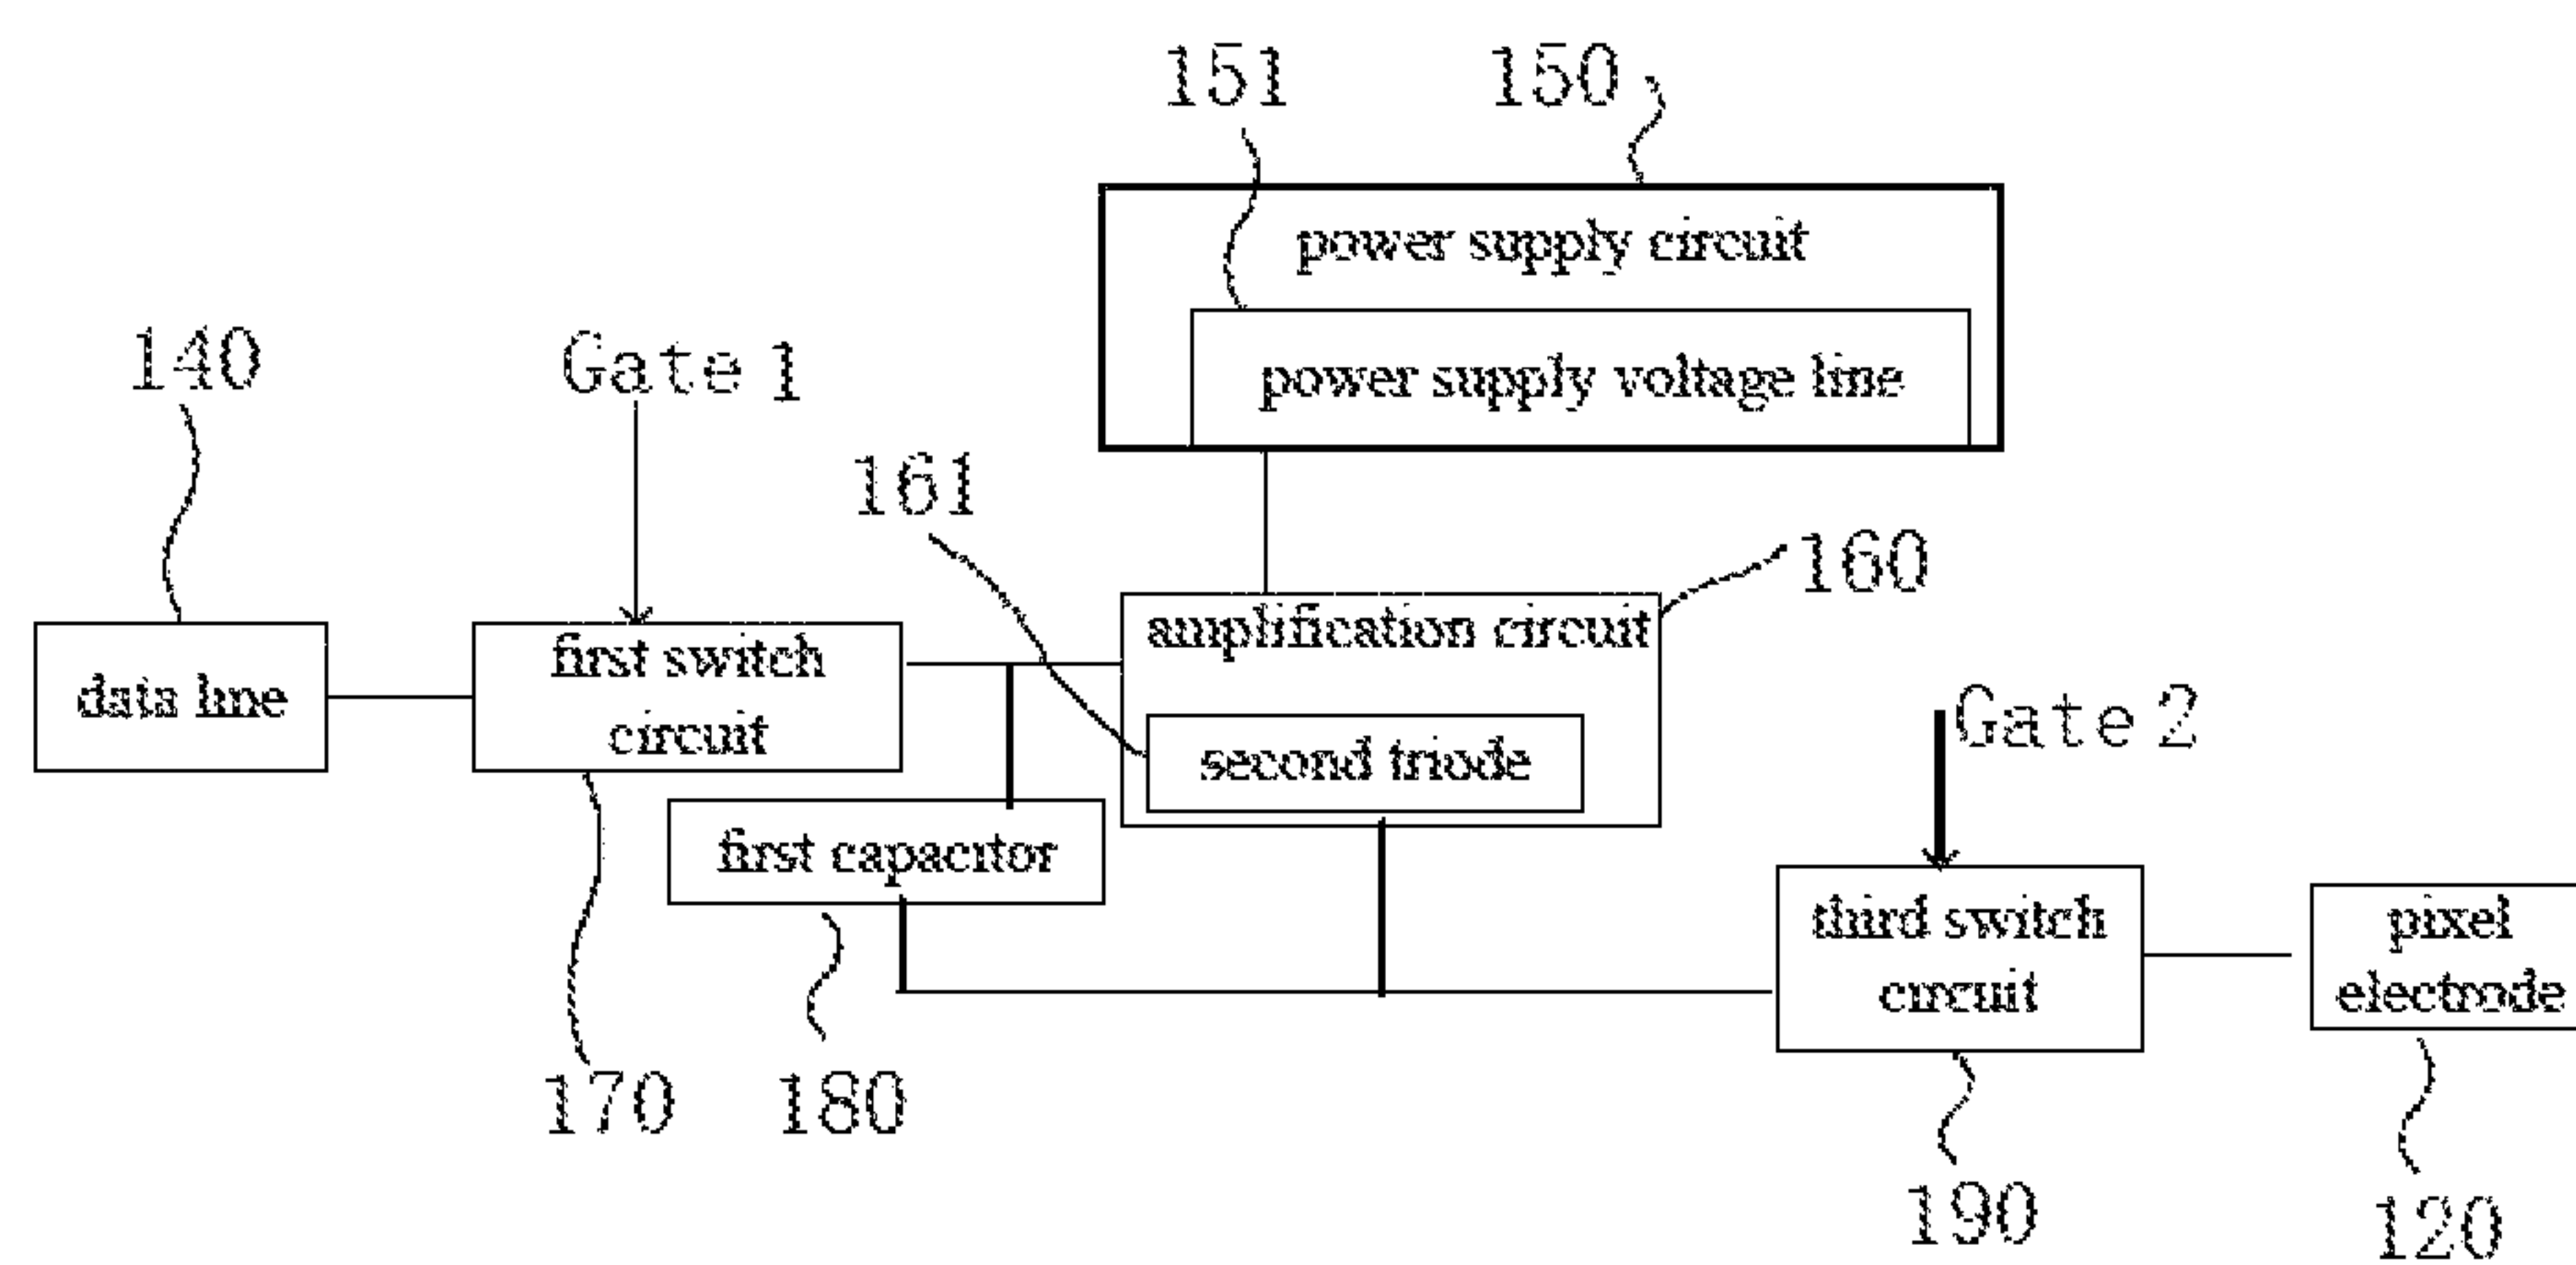 151
150
power supply circuit
power supply voltage line
140
Gate 1
161
160
data line
first switch
circuit
amplification circuit
second triode
Gate 2
first capacitor
third switch
circuit
pixel
electrode
170
180
190
120